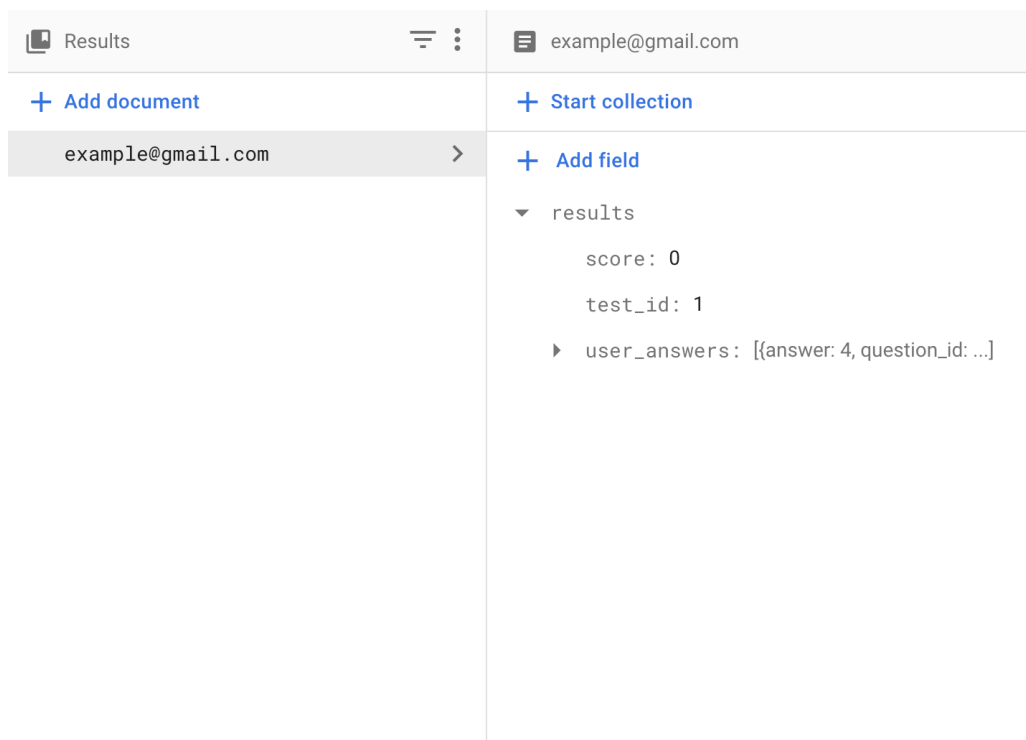 Results
Add document
example@gmail.com
example@gmail.com
Start collection
Add field
results
score: 0
test_id: 1
user_answers: [{answer: 4, question_id: ...]